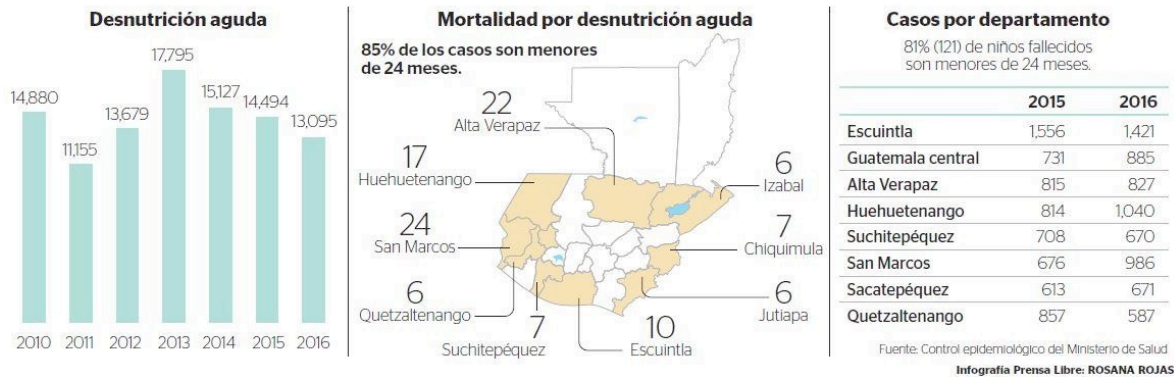 Desnutrición aguda
14,880
11,155
13,679
17,795
15,127
14,494
13,095
2010 2011 2012 2013 2014 2015 2016
Mortalidad por desnutrición aguda
85% de los casos son menores
de 24 meses.
22
Alta Verapaz
17
Huehuetenango
24
San Marcos
6
Quetzaltenango
7
Suchitepéquez
10
Escuintla
6
Izabal
7
Chiquimula
6
Jutiapa
Casos por departamento
81% (121) de niños fallecidos
son menores de 24 meses.
2015 2016
Escuintla 1,556 1,421
Guatemala central 731 885
Alta Verapaz 815 827
Huehuetenango 814 1,040
Suchitepéquez 708 670
San Marcos 676 986
Sacatepéquez 613 671
Quetzaltenango 857 587
Fuente: Control epidemiológico del Ministerio de Salud
Infografía Prensa Libre: ROSANA ROJAS